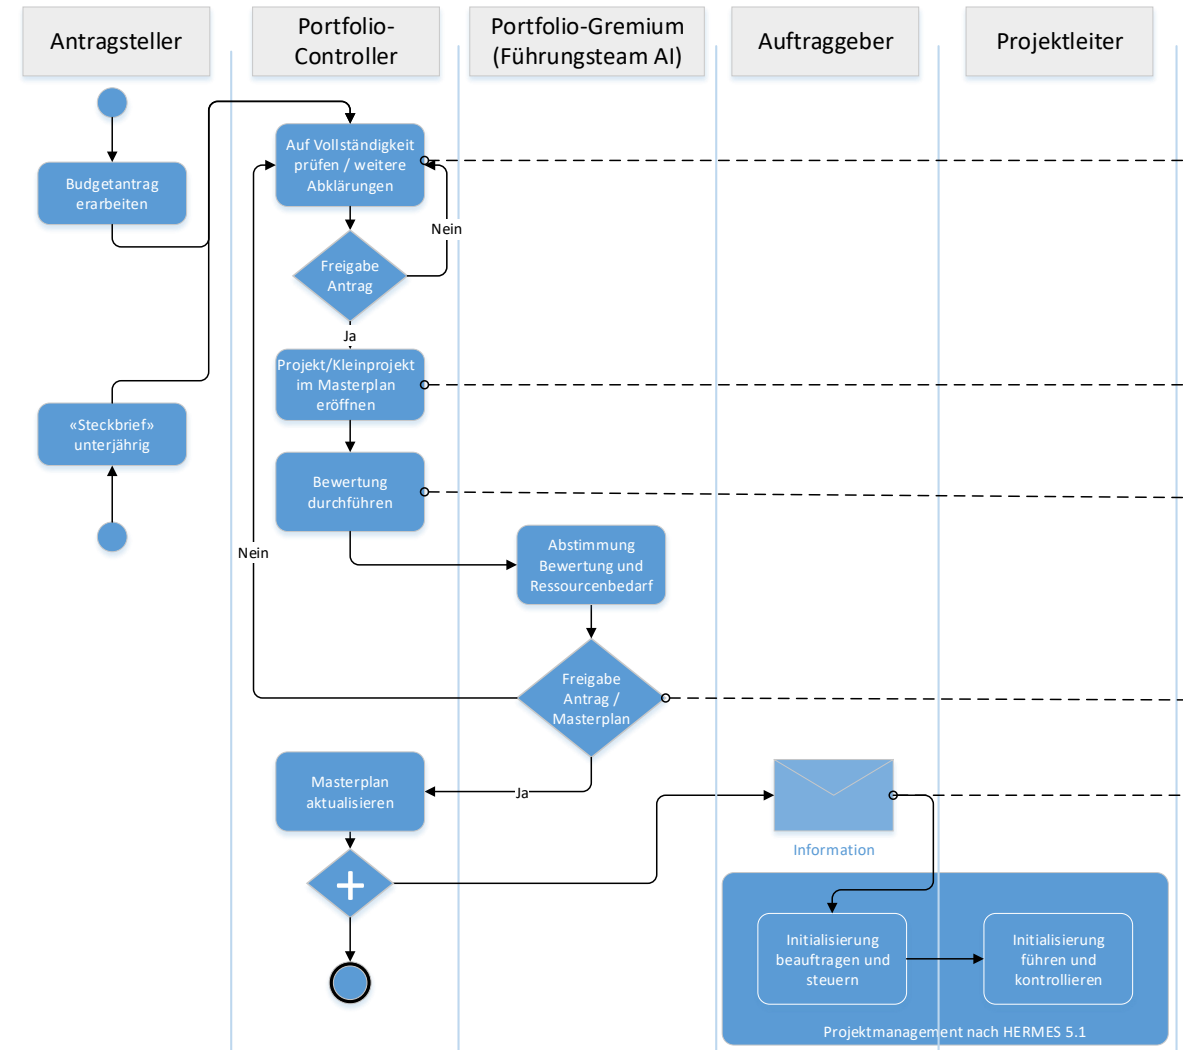 Antragsteller
Portfolio-
Controller
Portfolio-Gremium
(Führungsteam AI)
Auftraggeber
Projektleiter
Auf Vollständigkeit
prüfen / weitere
Abklärungen
Budgetantrag
erarbeiten
Nein
Freigabe
Antrag
Ja
Projekt/Kleinprojekt
im Masterplan
eröffnen
«Steckbrief»
unterjährig
Bewertung
durchführen
Nein
Abstimmung
Bewertung und
Ressourcenbedarf
Freigabe
Antrag /
Masterplan
Masterplan
aktualisieren
Ja
Information
Initialisierung
beauftragen und
steuern
Initialisierung
führen und
kontrollieren
Projektmanagement nach HERMES 5.1